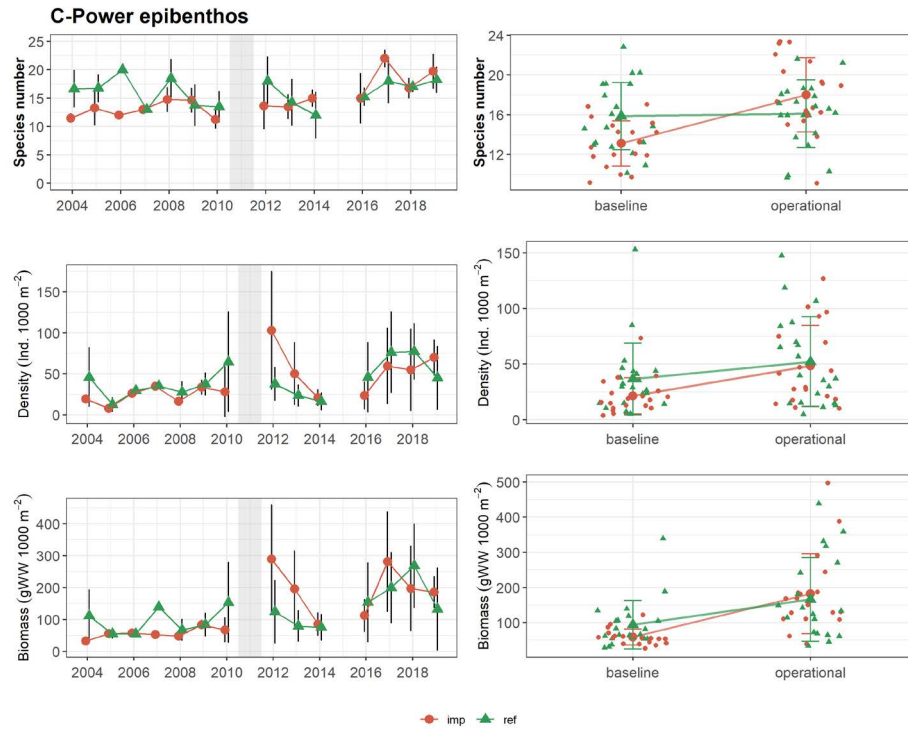 C-Power epibenthos
Species number
25
20
15
10
5
0
2004 2006 2008 2010 2012 2014 2016 2018
Species number
24
20
16
12
baseline operational
Density (Ind. 1000 m⁻²)
150
100
50
0
2004 2006 2008 2010 2012 2014 2016 2018
Density (Ind. 1000 m⁻²)
150
100
50
0
baseline operational
Biomass (gWW 1000 m⁻²)
400
300
200
100
0
2004 2006 2008 2010 2012 2014 2016 2018
Biomass (gWW 1000 m⁻²)
500
400
300
200
100
baseline operational
imp ref